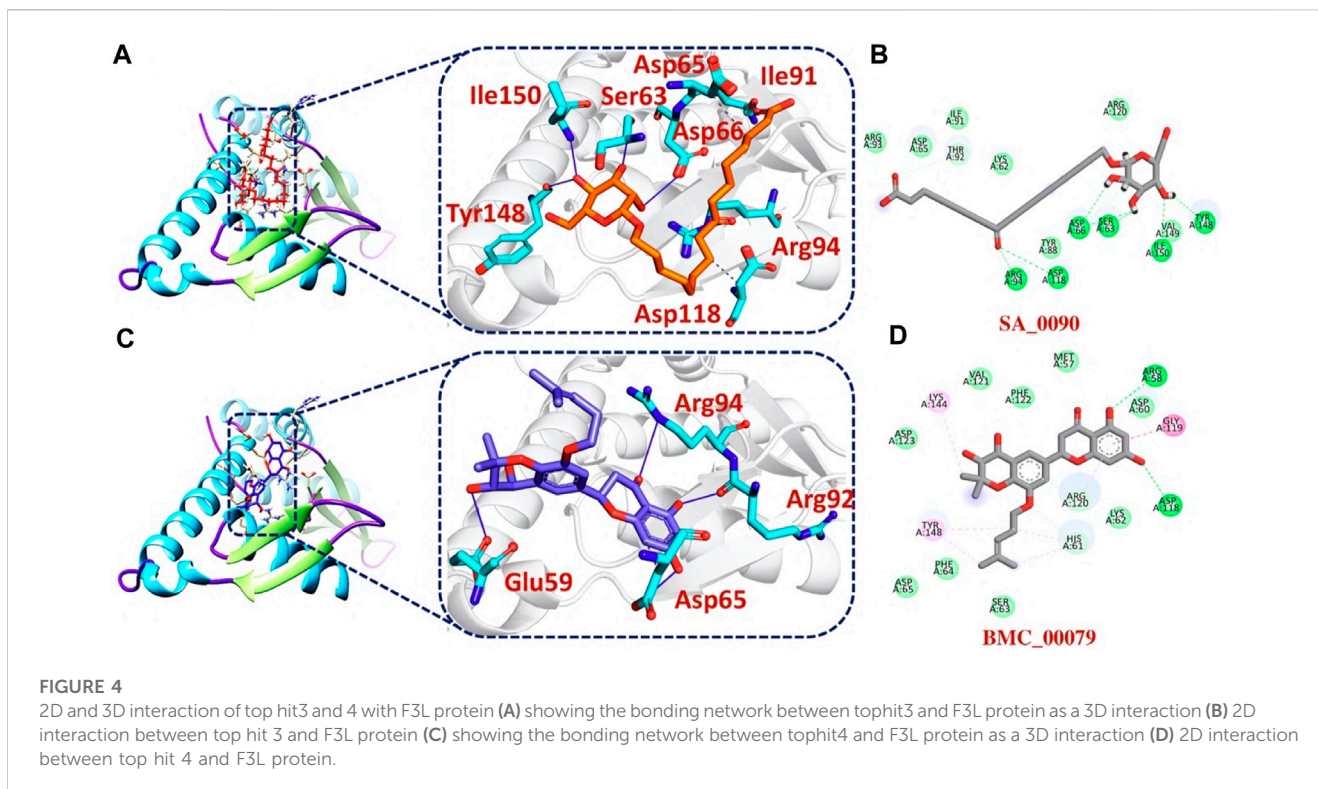 A
Asp65
Ile91
Ile150
Ser63
Asp66
Tyr148
Arg94
Asp118
B
ILE
A:91
ARG
A:120
ARG
A:93
ASP
A:65
THR
A:92
LYS
A:62
ASP
A:66
SER
A:63
VAL
A:149
TYR
A:148
TYR
A:88
ILE
A:150
ARG
A:94
ASP
A:118
SA_0090
C
Arg94
Arg92
Glu59
Asp65
D
MET
A:57
VAL
A:121
ARG
A:58
LYS
A:144
PHE
A:122
ASP
A:60
GLY
A:119
ASP
A:123
ARG
A:120
LYS
A:62
ASP
A:118
TYR
A:148
HIS
A:61
PHE
A:64
ASP
A:65
SER
A:63
BMC_00079
FIGURE 4
2D and 3D interaction of top hit3 and 4 with F3L protein (A) showing the bonding network between tophit3 and F3L protein as a 3D interaction (B) 2D
interaction between top hit 3 and F3L protein (C) showing the bonding network between tophit4 and F3L protein as a 3D interaction (D) 2D interaction
between top hit 4 and F3L protein.